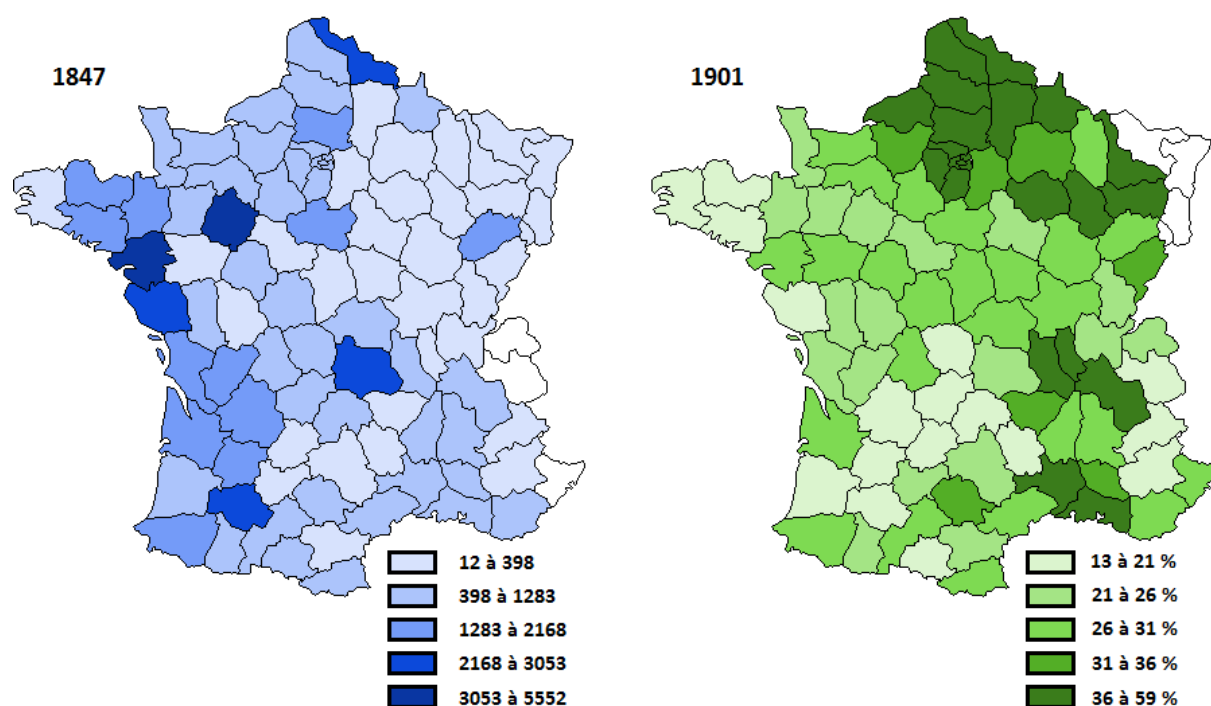 1847
1901
12 à 398
398 à 1283
1283 à 2168
2168 à 3053
3053 à 5552
13 à 21 %
21 à 26 %
26 à 31 %
31 à 36 %
36 à 59 %